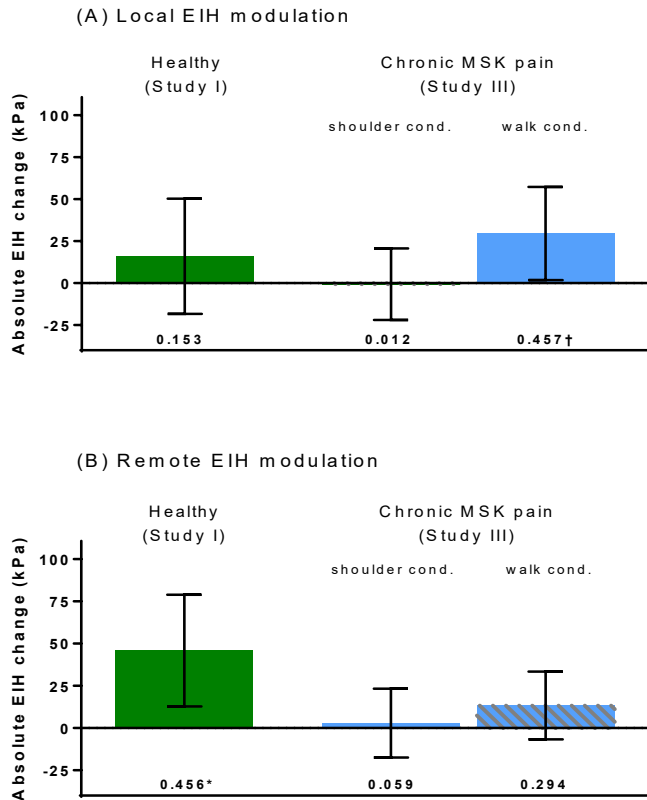 (A) Local EIH modulation
Healthy
(Study I)
Chronic MSK pain
(Study III)
shoulder cond.
walk cond.
Absolute EIH change (kPa)
100
75
50
25
0
-25
0.153
0.012
0.457†
(B) Remote EIH modulation
Healthy
(Study I)
Chronic MSK pain
(Study III)
shoulder cond.
walk cond.
Absolute EIH change (kPa)
100
75
50
25
0
-25
0.456*
0.059
0.294